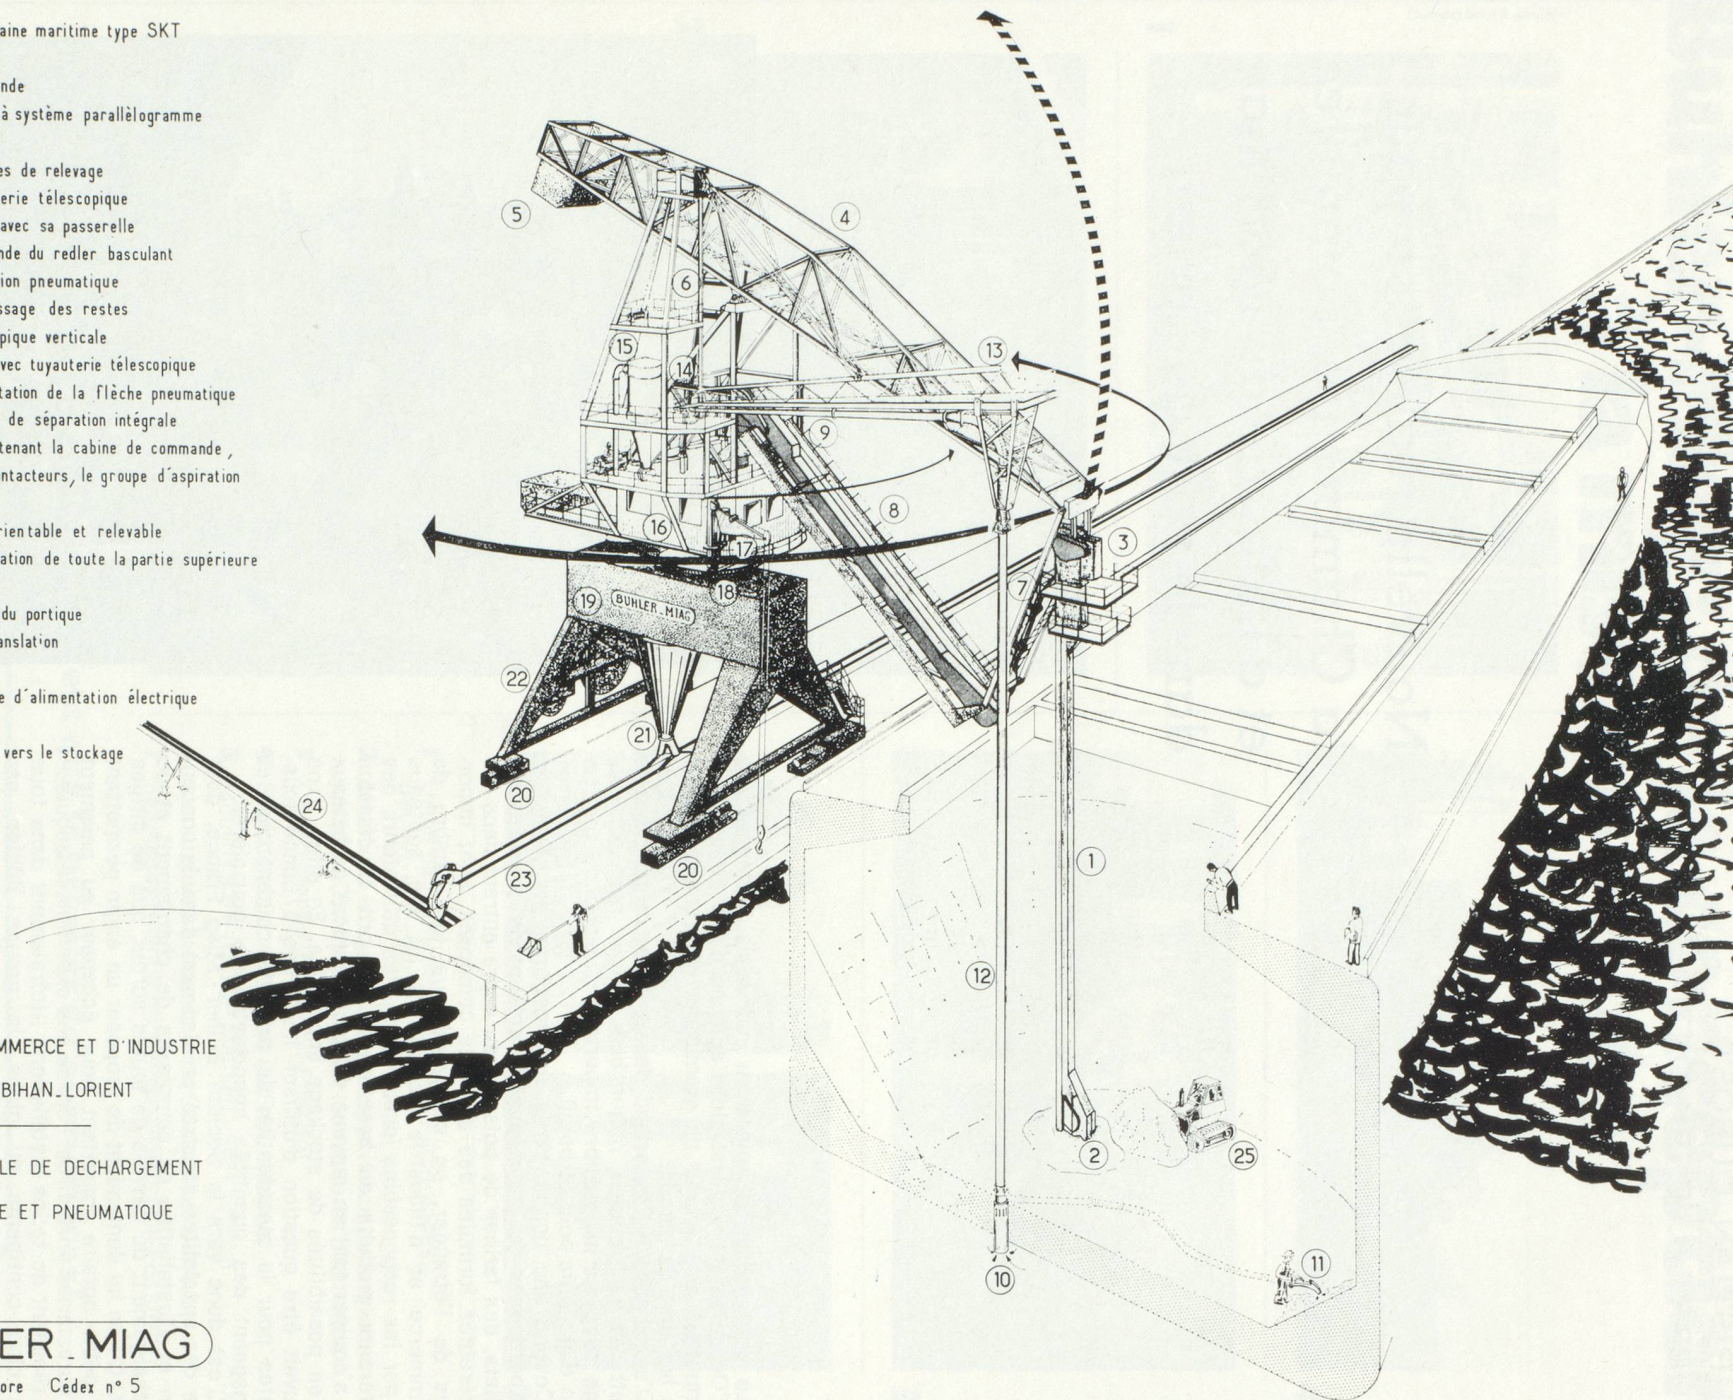 aine maritime type SKT
nde
à système parallèlogramme
es de relevage
erie télescopique
avec sa passerelle
nde du redler basculant
ion pneumatique
ssage des restes
pique verticale
vec tuyauterie télescopique
tation de la flèche pneumatique
de séparation intégrale
tenant la cabine de commande,
ontacteurs, le groupe d'aspiration
rientable et relevable
ation de toute la partie supérieure
du portique
anslation
e d'alimentation électrique
vers le stockage
MMERCE ET D'INDUSTRIE
BIHAN_LORIENT
LE DE DECHARGEMENT
E ET PNEUMATIQUE
ER_MIAG
ore Cédex n° 5
5
4
6
13
15
14
9
8
16
17
3
7
18
19
BUHLER_MIAG
22
21
20
24
23
20
1
12
2
25
11
10